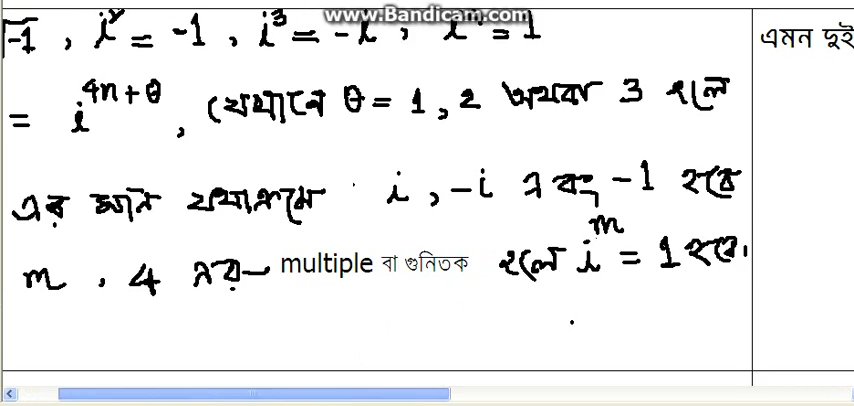 www.Bandicam.com
√-1 , i² = -1 , i³ = -i , i⁴ = 1
= i^{4n+θ} , (যেখানে θ = 1 , 2 অথবা 3 হলে
এর মান যথাক্রমে i , -i এবং -1 হবে
m , 4 এর multiple বা গুনিতক হলে i^m = 1 হবে।
এমন দুই